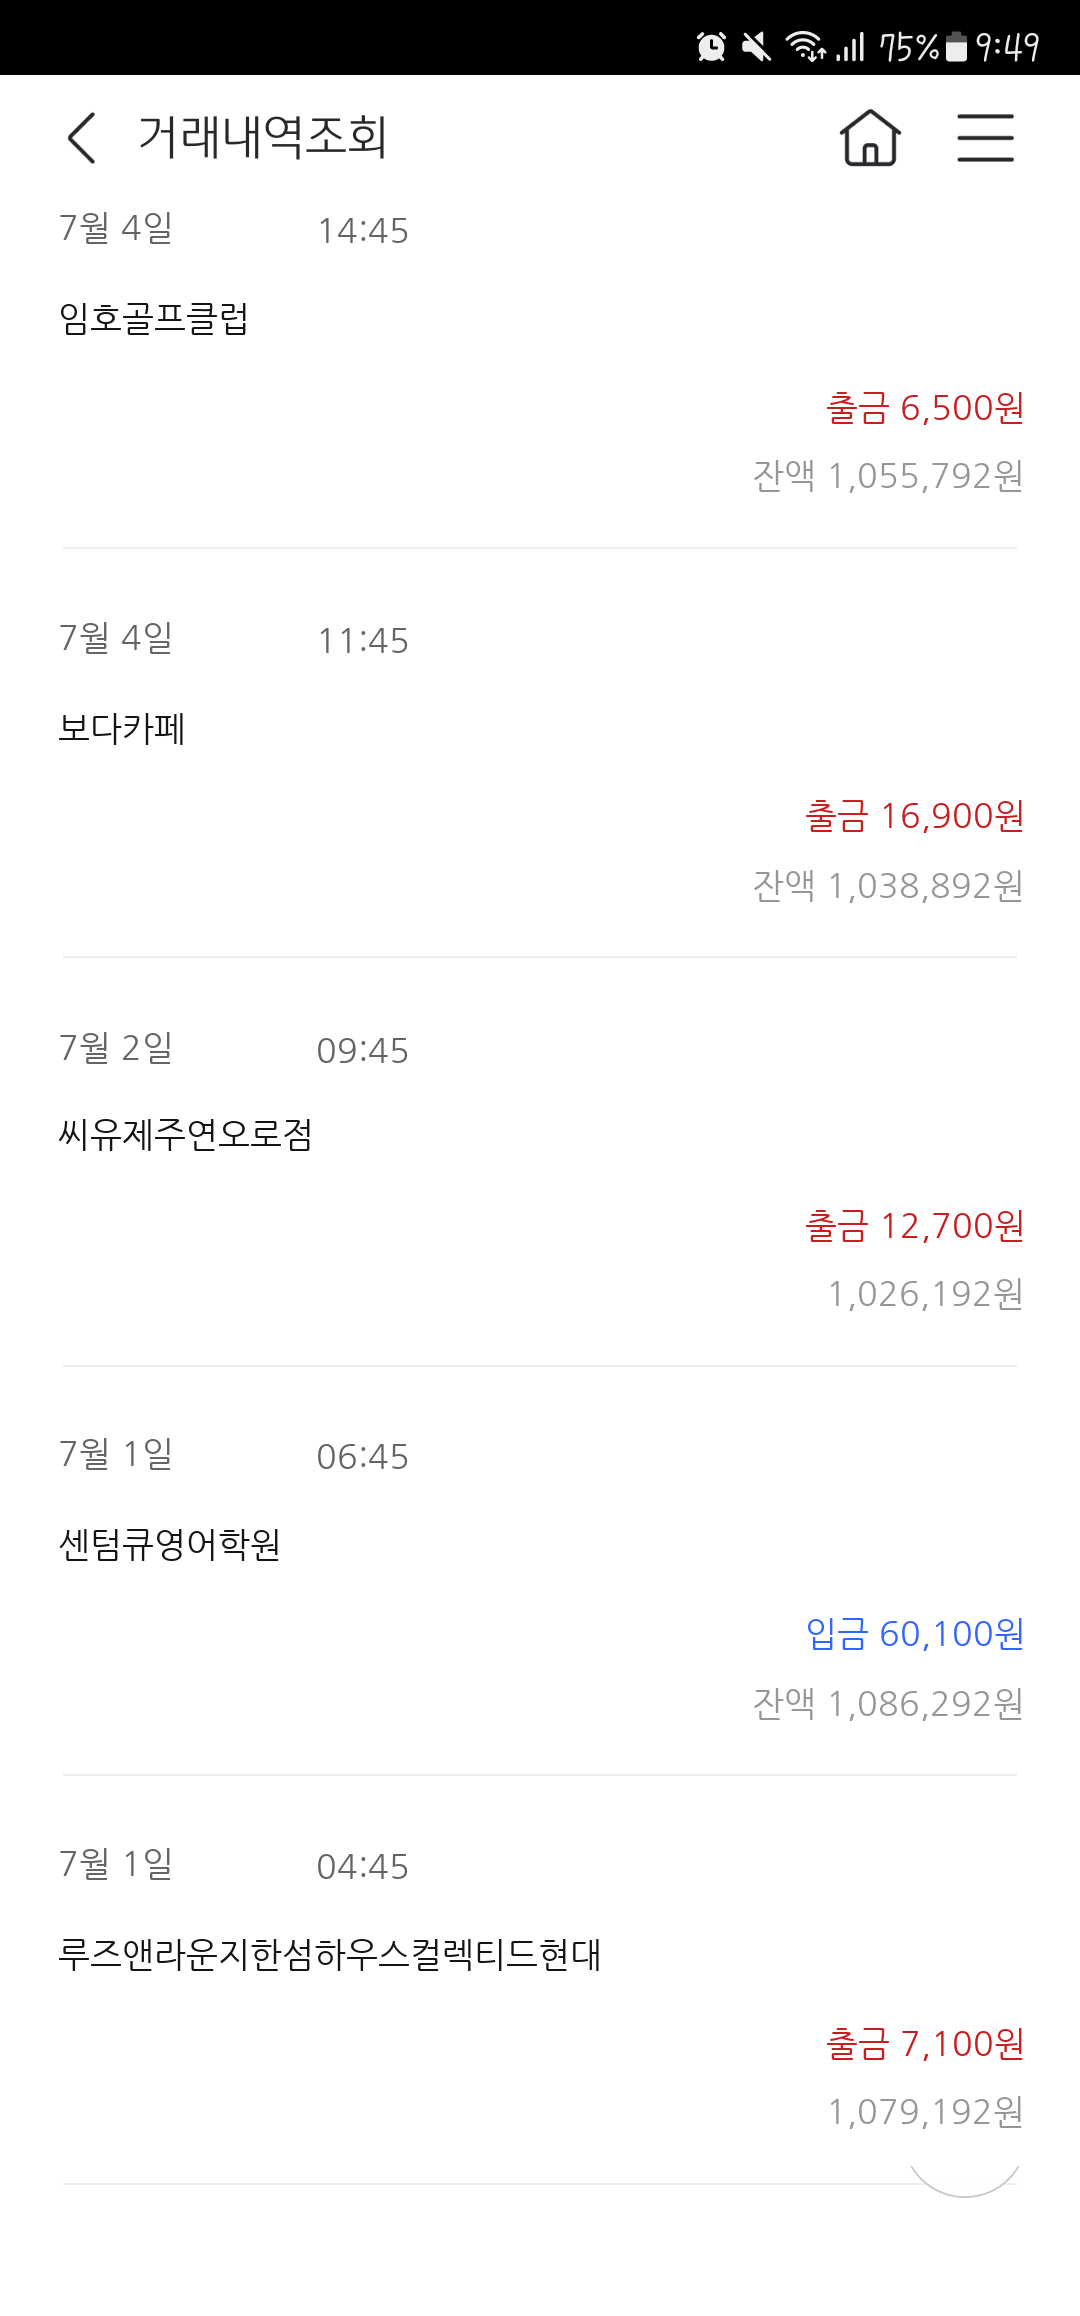 75% 9:49
거래내역조회
7월 4일 14:45
임호골프클럽
출금 6,500원
잔액 1,055,792원
7월 4일 11:45
보다카페
출금 16,900원
잔액 1,038,892원
7월 2일 09:45
씨유제주연오로점
출금 12,700원
1,026,192원
7월 1일 06:45
센텀큐영어학원
입금 60,100원
잔액 1,086,292원
7월 1일 04:45
루즈앤라운지한섬하우스컬렉티드현대
출금 7,100원
1,079,192원